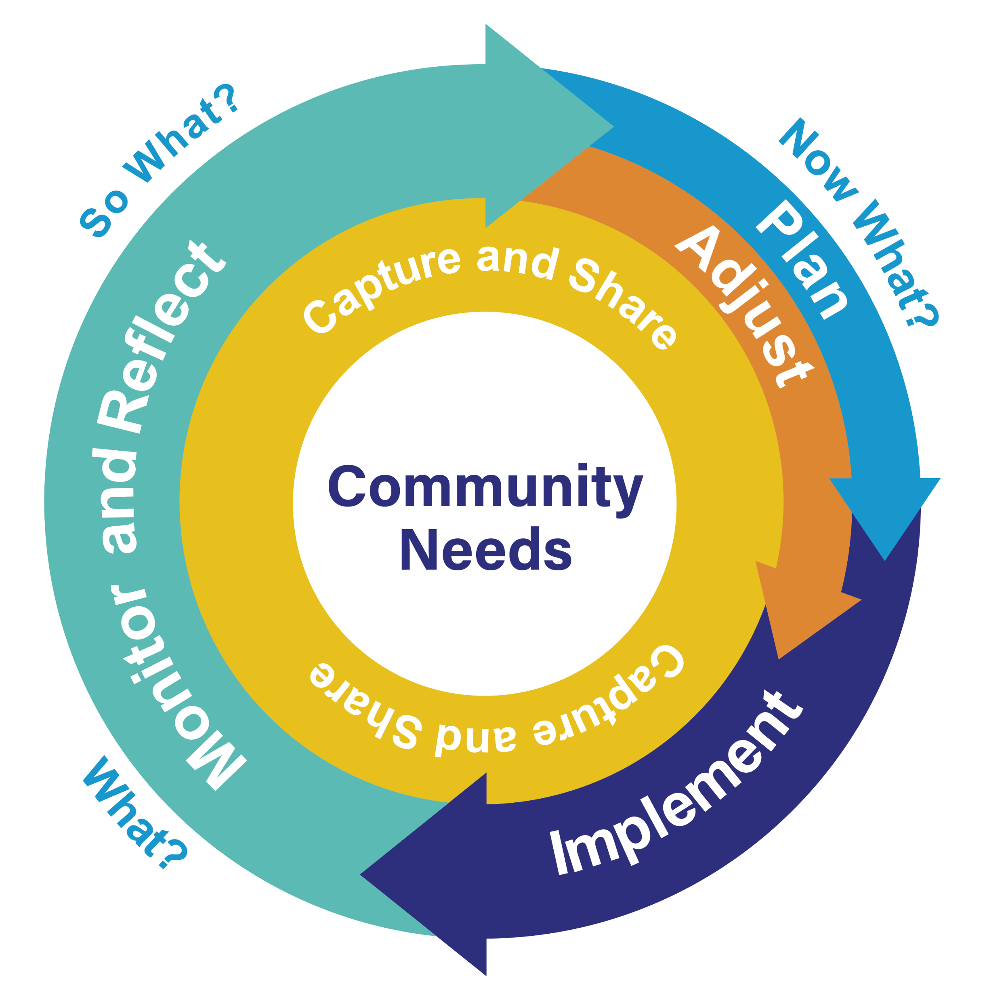 So What?
Now What?
Plan
Adjust
Capture and Share
Monitor and Reflect
Community
Needs
Capture and Share
Implement
What?